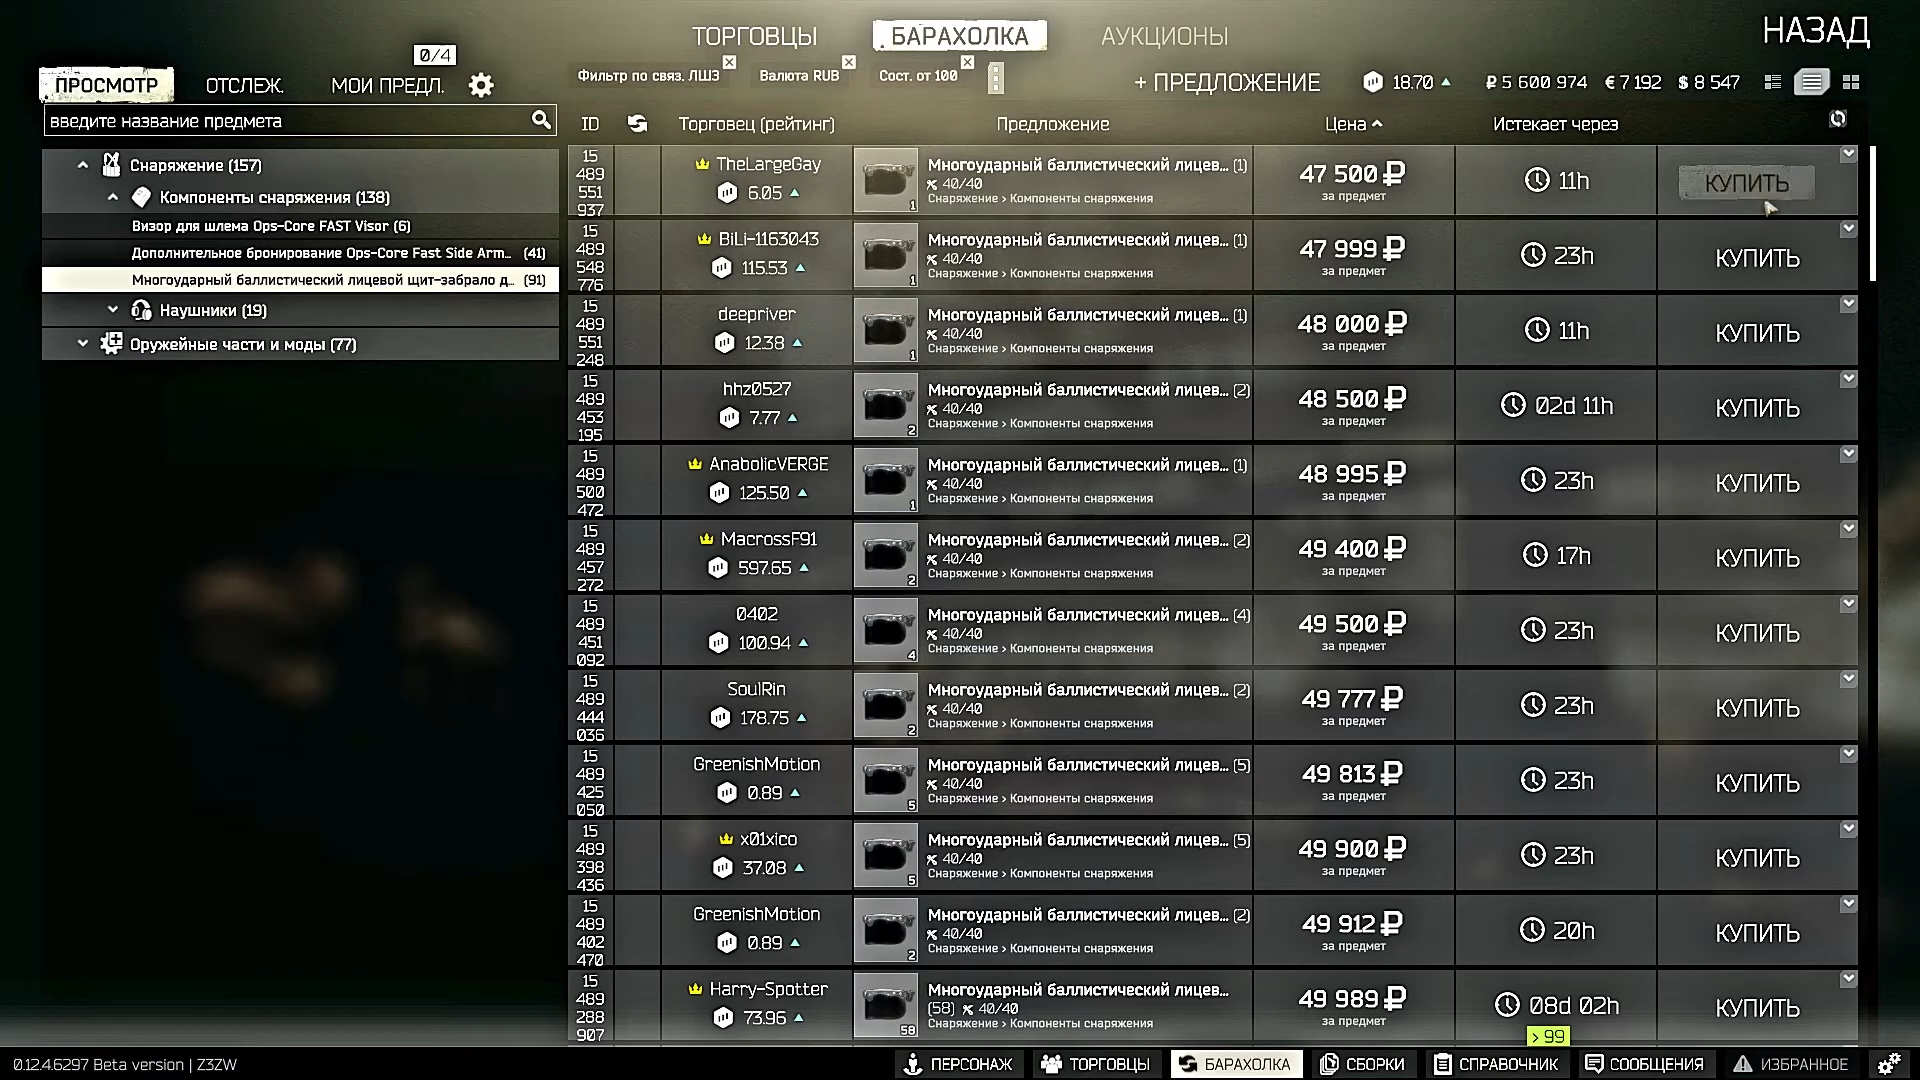 ТОРГОВЦЫ
БАРАХОЛКА
АУКЦИОНЫ
НАЗАД
0/4
ПРОСМОТР
ОТСЛЕЖ.
МОИ ПРЕДЛ.
Фильтр по связ. ЛШЗ
Валюта RUB
Сост. от 100
+ ПРЕДЛОЖЕНИЕ
18.70
₽ 5 600 974
€ 7 192
$ 8 547
введите название предмета
ID
Торговец (рейтинг)
Предложение
Цена
Истекает через
Снаряжение (157)
Компоненты снаряжения (138)
Визор для шлема Ops-Core FAST Visor (6)
Дополнительное бронирование Ops-Core Fast Side Arm... (41)
Многоударный баллистический лицевой щит-забрало д... (91)
Наушники (19)
Оружейные части и моды (77)
15
489
551
937
TheLargeGay
6.05
1
Многоударный баллистический лицев... (1)
40/40
Снаряжение > Компоненты снаряжения
47 500 ₽
за предмет
11h
КУПИТЬ
15
489
548
776
BiLi-1163043
115.53
1
Многоударный баллистический лицев... (1)
40/40
Снаряжение > Компоненты снаряжения
47 999 ₽
за предмет
23h
КУПИТЬ
15
489
551
248
deepriver
12.38
1
Многоударный баллистический лицев... (1)
40/40
Снаряжение > Компоненты снаряжения
48 000 ₽
за предмет
11h
КУПИТЬ
15
489
453
195
hhz0527
7.77
2
Многоударный баллистический лицев... (2)
40/40
Снаряжение > Компоненты снаряжения
48 500 ₽
за предмет
02d 11h
КУПИТЬ
15
489
500
472
AnabolicVERGE
125.50
1
Многоударный баллистический лицев... (1)
40/40
Снаряжение > Компоненты снаряжения
48 995 ₽
за предмет
23h
КУПИТЬ
15
489
457
272
MacrossF91
597.65
2
Многоударный баллистический лицев... (2)
40/40
Снаряжение > Компоненты снаряжения
49 400 ₽
за предмет
17h
КУПИТЬ
15
489
451
092
0402
100.94
4
Многоударный баллистический лицев... (4)
40/40
Снаряжение > Компоненты снаряжения
49 500 ₽
за предмет
23h
КУПИТЬ
15
489
444
036
SoulRin
178.75
2
Многоударный баллистический лицев... (2)
40/40
Снаряжение > Компоненты снаряжения
49 777 ₽
за предмет
23h
КУПИТЬ
15
489
425
050
GreenishMotion
0.89
5
Многоударный баллистический лицев... (5)
40/40
Снаряжение > Компоненты снаряжения
49 813 ₽
за предмет
23h
КУПИТЬ
15
489
398
436
x01xico
37.08
5
Многоударный баллистический лицев... (5)
40/40
Снаряжение > Компоненты снаряжения
49 900 ₽
за предмет
23h
КУПИТЬ
15
489
402
470
GreenishMotion
0.89
2
Многоударный баллистический лицев... (2)
40/40
Снаряжение > Компоненты снаряжения
49 912 ₽
за предмет
20h
КУПИТЬ
15
489
288
907
Harry-Spotter
73.96
58
Многоударный баллистический лицев...
(58) 40/40
Снаряжение > Компоненты снаряжения
49 989 ₽
за предмет
08d 02h
КУПИТЬ
> 99
0.12.4.6297 Beta version | Z3ZW
ПЕРСОНАЖ
ТОРГОВЦЫ
БАРАХОЛКА
СБОРКИ
СПРАВОЧНИК
СООБЩЕНИЯ
ИЗБРАННОЕ